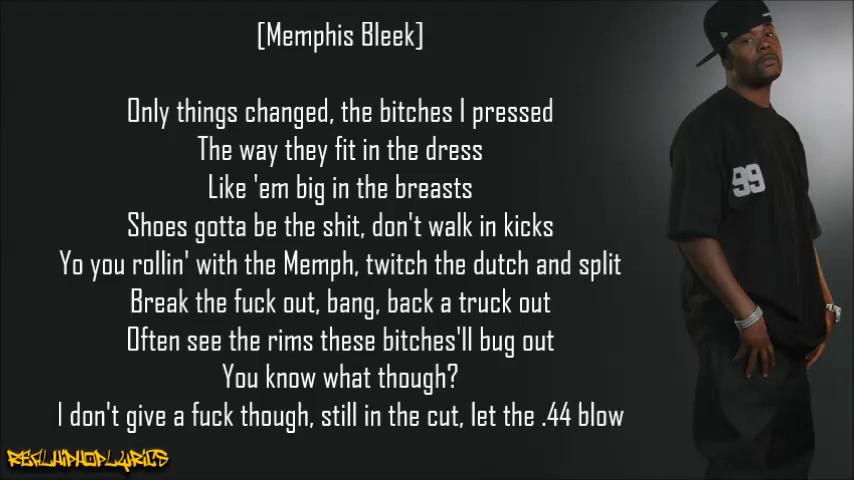 [Memphis Bleek]
Only things changed, the bitches I pressed
The way they fit in the dress
Like 'em big in the breasts
Shoes gotta be the shit, don't walk in kicks
Yo you rollin' with the Memph, twitch the dutch and split
Break the fuck out, bang, back a truck out
Often see the rims these bitches'll bug out
You know what though?
I don't give a fuck though, still in the cut, let the .44 blow
99
REALHIPHOPLYRICS